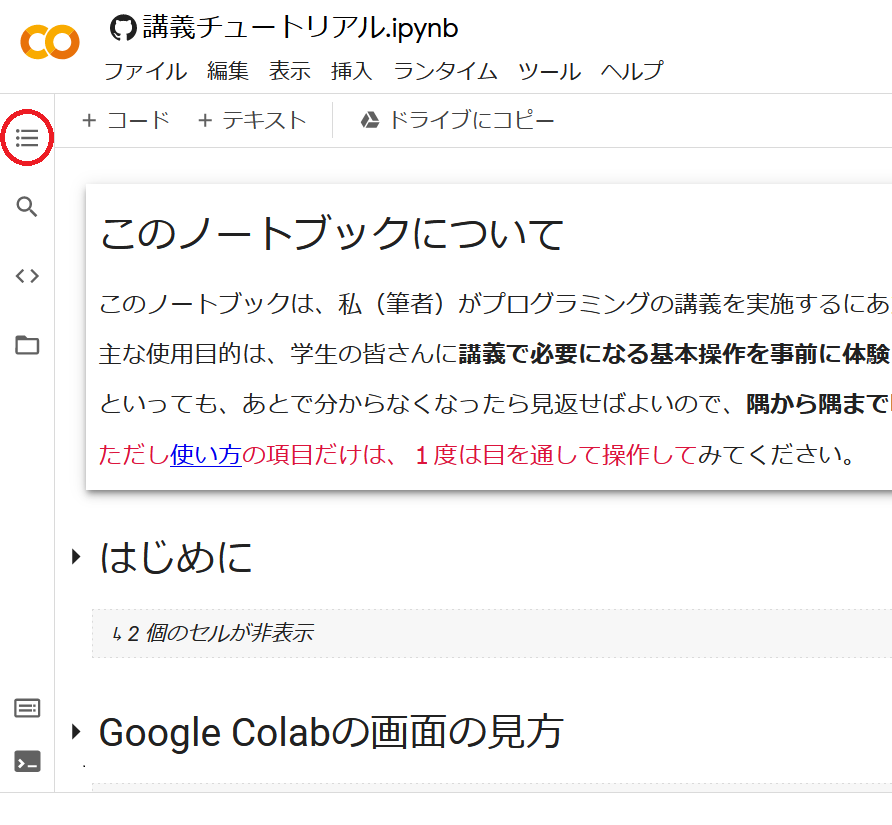 講義チュートリアル.ipynb
ファイル 編集 表示 挿入 ランタイム ツール ヘルプ
+ コード + テキスト ドライブにコピー
このノートブックについて
このノートブックは、私（筆者）がプログラミングの講義を実施するにあ
主な使用目的は、学生の皆さんに講義で必要になる基本操作を事前に体験
といっても、あとで分からなくなったら見返せばよいので、隅から隅まで
ただし使い方の項目だけは、１度は目を通して操作してみてください。
はじめに
↳ 2 個のセルが非表示
Google Colabの画面の見方